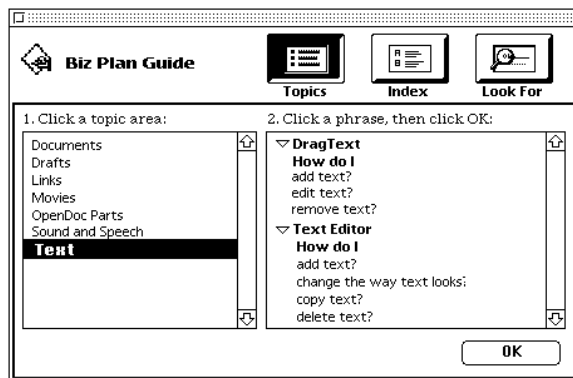 Biz Plan Guide
Topics
Index
Look For
1. Click a topic area:
Documents
Drafts
Links
Movies
OpenDoc Parts
Sound and Speech
Text
2. Click a phrase, then click OK:
DragText
How do I
add text?
edit text?
remove text?
Text Editor
How do I
add text?
change the way text looks?
copy text?
delete text?
OK